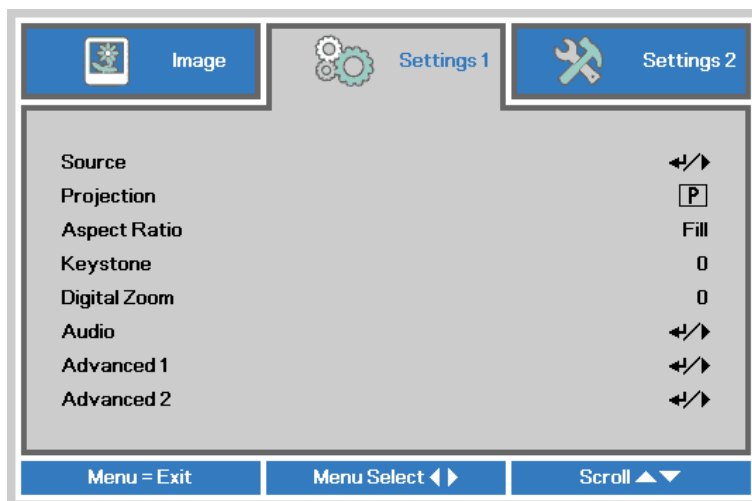 Image Settings 1 Settings 2
Source ↵/▶
Projection P
Aspect Ratio Fill
Keystone 0
Digital Zoom 0
Audio ↵/▶
Advanced 1 ↵/▶
Advanced 2 ↵/▶
Menu = Exit Menu Select ◀▶ Scroll ▲▼